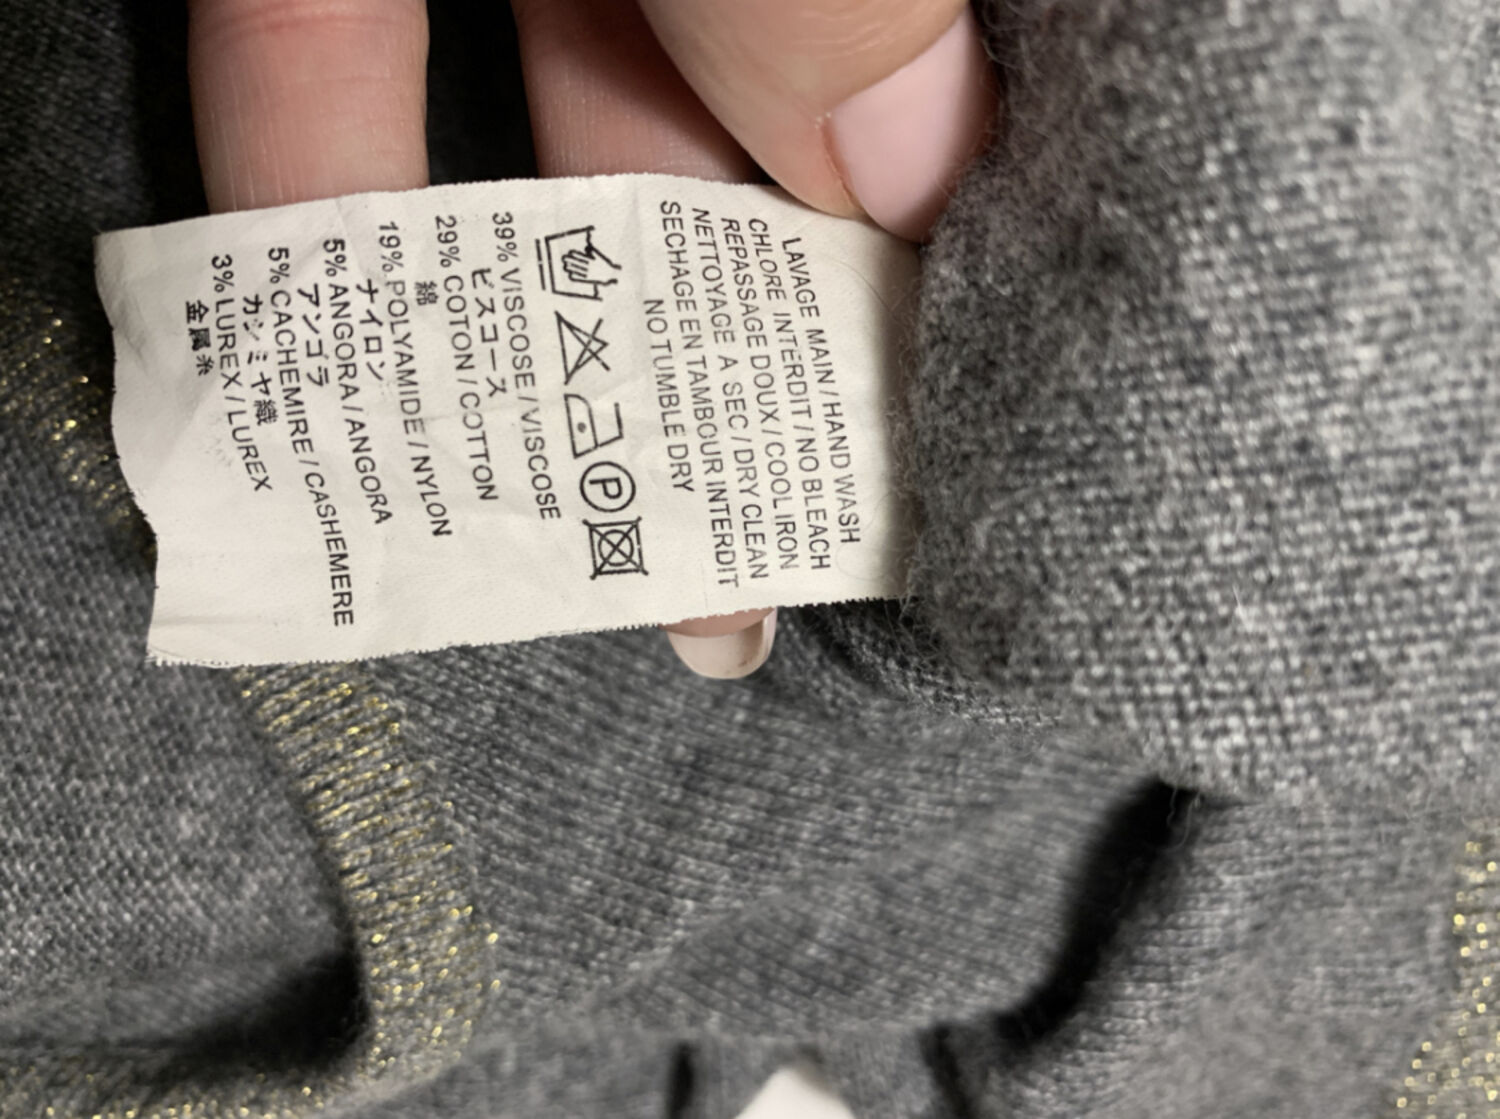 LAVAGE MAIN / HAND WASH
CHLORE INTERDIT / NO BLEACH
REPASSAGE DOUX / COOL IRON
NETTOYAGE A SEC / DRY CLEAN
SECHAGE EN TAMBOUR INTERDIT
NO TUMBLE DRY
P
39% VISCOSE / VISCOSE
ビスコース
29% COTON / COTTON
綿
19% POLYAMIDE / NYLON
ナイロン
5% ANGORA / ANGORA
アンゴラ
5% CACHEMIRE / CASHEMERE
カシミヤ織
3% LUREX / LUREX
金属糸